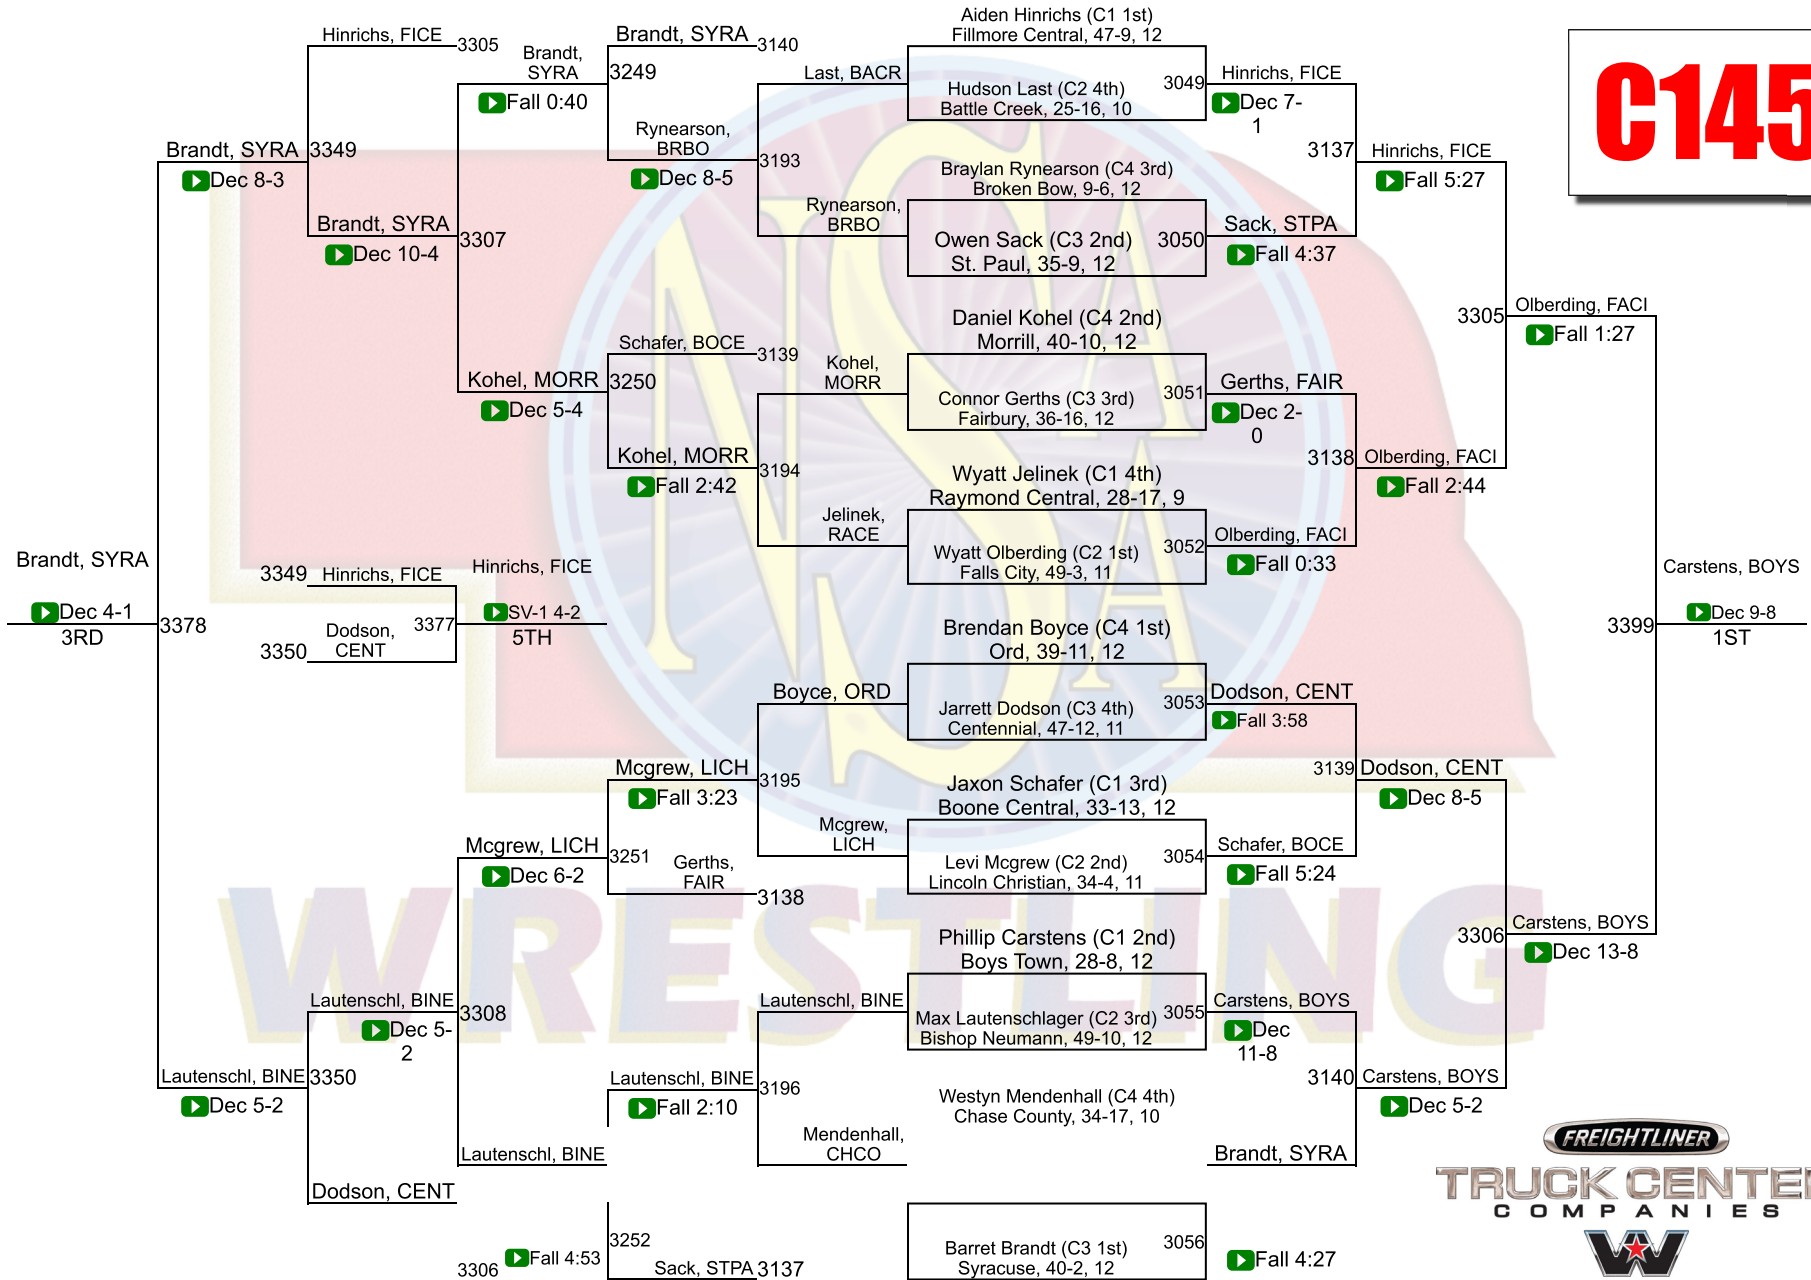 Aiden Hinrichs (C1 1st)
Fillmore Central, 47-9, 12
Hinrichs, FICE
3305
Brandt,
SYRA
Brandt, SYRA
3140
3249
Fall 0:40
Last, BACR
Hudson Last (C2 4th)
Battle Creek, 25-16, 10
3049
Hinrichs, FICE
Dec 7-
1
C145
Rynearson,
BRBO
3193
Dec 8-5
Brandt, SYRA
3349
Dec 8-3
3137
Hinrichs, FICE
Fall 5:27
Braylan Rynearson (C4 3rd)
Broken Bow, 9-6, 12
Rynearson,
BRBO
Brandt, SYRA
3307
Dec 10-4
Owen Sack (C3 2nd)
St. Paul, 35-9, 12
3050
Sack, STPA
Fall 4:37
Daniel Kohel (C4 2nd)
Morrill, 40-10, 12
3305
Olberding, FACI
Fall 1:27
Schafer, BOCE
3139
Kohel,
MORR
Kohel, MORR
3250
Dec 5-4
Connor Gerths (C3 3rd)
Fairbury, 36-16, 12
3051
Gerths, FAIR
Dec 2-
0
Kohel, MORR
3194
Fall 2:42
3138
Olberding, FACI
Fall 2:44
Wyatt Jelinek (C1 4th)
Raymond Central, 28-17, 9
Jelinek,
RACE
Wyatt Olberding (C2 1st)
Falls City, 49-3, 11
3052
Olberding, FACI
Fall 0:33
Brandt, SYRA
Dec 4-1
3RD
3378
3349
Hinrichs, FICE
3350
Dodson,
CENT
3377
Hinrichs, FICE
SV-1 4-2
5TH
Carstens, BOYS
3399
Dec 9-8
1ST
Brendan Boyce (C4 1st)
Ord, 39-11, 12
Boyce, ORD
Jarrett Dodson (C3 4th)
Centennial, 47-12, 11
3053
Dodson, CENT
Fall 3:58
Mcgrew, LICH
3195
Fall 3:23
3139
Dodson, CENT
Dec 8-5
Jaxon Schafer (C1 3rd)
Boone Central, 33-13, 12
Mcgrew,
LICH
Mcgrew, LICH
3251
Dec 6-2
Gerths,
FAIR
3138
Levi Mcgrew (C2 2nd)
Lincoln Christian, 34-4, 11
3054
Schafer, BOCE
Fall 5:24
NSAA
WRESTLING
Phillip Carstens (C1 2nd)
Boys Town, 28-8, 12
3306
Carstens, BOYS
Dec 13-8
Lautenschl, BINE
3308
Dec 5-
2
Lautenschl, BINE
Max Lautenschlager (C2 3rd)
Bishop Neumann, 49-10, 12
3055
Carstens, BOYS
Dec
11-8
Lautenschl, BINE
3350
Dec 5-2
Lautenschl, BINE
3196
Fall 2:10
3140
Carstens, BOYS
Dec 5-2
Westyn Mendenhall (C4 4th)
Chase County, 34-17, 10
Mendenhall,
CHCO
Lautenschl, BINE
Brandt, SYRA
Dodson, CENT
3306
Fall 4:53
3252
Sack, STPA
3137
Barret Brandt (C3 1st)
Syracuse, 40-2, 12
3056
Fall 4:27
FREIGHTLINER
TRUCK CENTER
COMPANIES
W